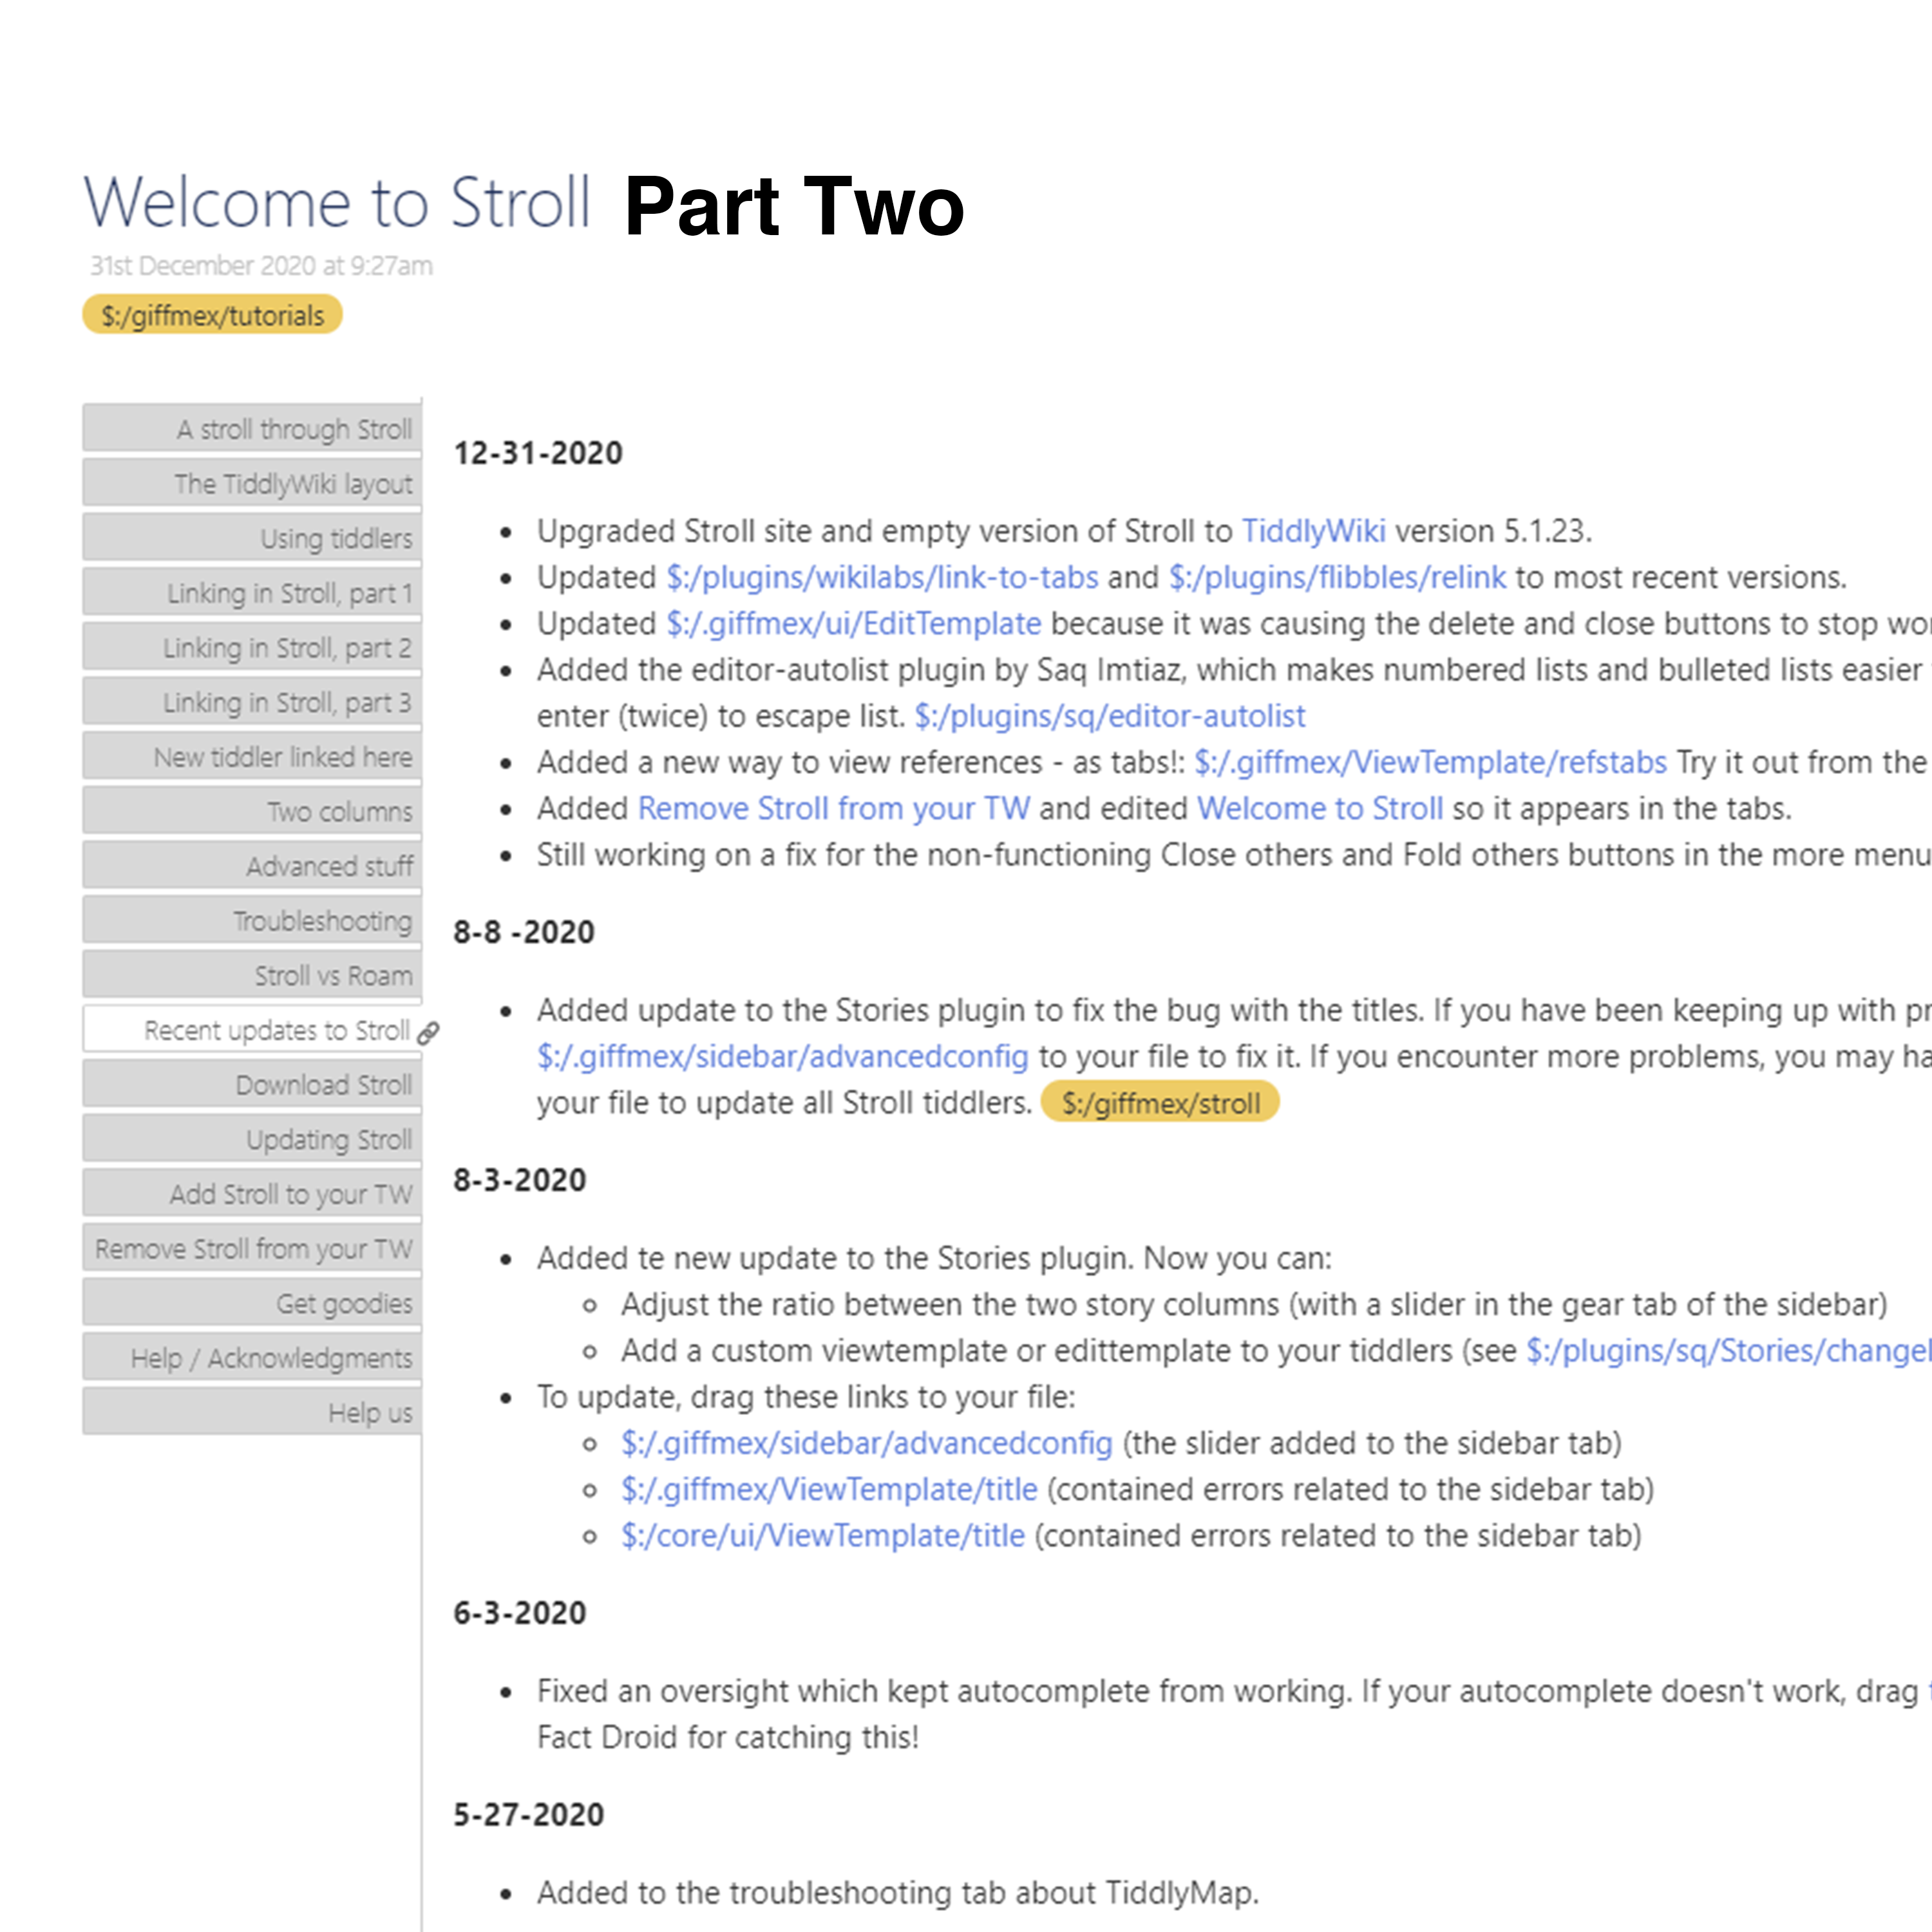 Welcome to Stroll Part Two
31st December 2020 at 9:27am
$:/giffmex/tutorials
A stroll through Stroll
The TiddlyWiki layout
Using tiddlers
Linking in Stroll, part 1
Linking in Stroll, part 2
Linking in Stroll, part 3
New tiddler linked here
Two columns
Advanced stuff
Troubleshooting
Stroll vs Roam
Recent updates to Stroll
Download Stroll
Updating Stroll
Add Stroll to your TW
Remove Stroll from your TW
Get goodies
Help / Acknowledgments
Help us
12-31-2020
Upgraded Stroll site and empty version of Stroll to TiddlyWiki version 5.1.23.
Updated $:/plugins/wikilabs/link-to-tabs and $:/plugins/flibbles/relink to most recent versions.
Updated $:/.giffmex/ui/EditTemplate because it was causing the delete and close buttons to stop
Added the editor-autolist plugin by Saq Imtiaz, which makes numbered lists and bulleted lists easier
enter (twice) to escape list. $:/plugins/sq/editor-autolist
Added a new way to view references - as tabs!: $:/.giffmex/ViewTemplate/refstabs Try it out from the
Added Remove Stroll from your TW and edited Welcome to Stroll so it appears in the tabs.
Still working on a fix for the non-functioning Close others and Fold others buttons in the more menu
8-8 -2020
Added update to the Stories plugin to fix the bug with the titles. If you have been keeping up with
$:/.giffmex/sidebar/advancedconfig to your file to fix it. If you encounter more problems, you may
your file to update all Stroll tiddlers. $:/giffmex/stroll
8-3-2020
Added te new update to the Stories plugin. Now you can:
Adjust the ratio between the two story columns (with a slider in the gear tab of the sidebar)
Add a custom viewtemplate or edittemplate to your tiddlers (see $:/plugins/sq/Stories/changel
To update, drag these links to your file:
$:/.giffmex/sidebar/advancedconfig (the slider added to the sidebar tab)
$:/.giffmex/ViewTemplate/title (contained errors related to the sidebar tab)
$:/core/ui/ViewTemplate/title (contained errors related to the sidebar tab)
6-3-2020
Fixed an oversight which kept autocomplete from working. If your autocomplete doesn't work, drag
Fact Droid for catching this!
5-27-2020
Added to the troubleshooting tab about TiddlyMap.